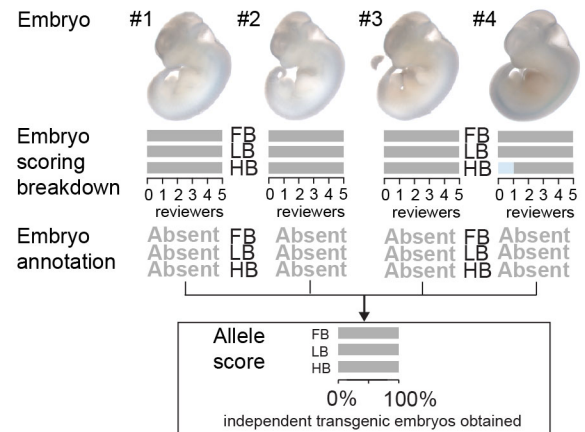 Embryo #1 #2 #3 #4
Embryo scoring breakdown
FB FB
LB LB
HB HB
0 1 2 3 4 5 0 1 2 3 4 5 0 1 2 3 4 5 0 1 2 3 4 5
reviewers reviewers reviewers reviewers
Embryo annotation
Absent FB Absent Absent FB Absent
Absent LB Absent Absent LB Absent
Absent HB Absent Absent HB Absent
Allele score
FB
LB
HB
0% 100%
independent transgenic embryos obtained